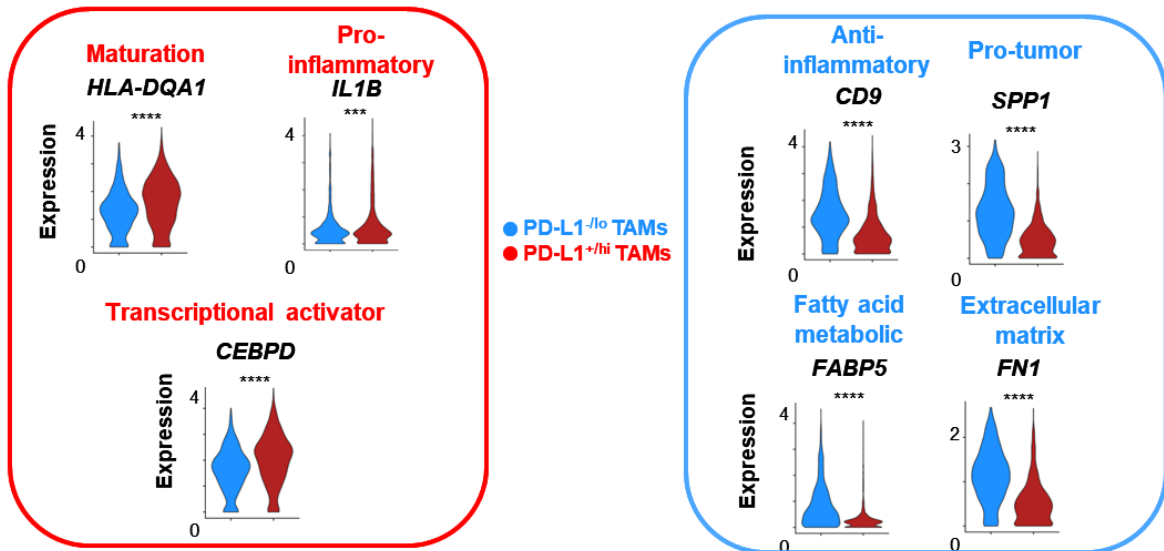 Maturation
HLA-DQA1
****
4
Expression
0
Pro-
inflammatory
IL1B
***
4
0
Transcriptional activator
CEBPD
****
4
Expression
0
PD-L1-/lo TAMs
PD-L1+/hi TAMs
Anti-
inflammatory
CD9
****
4
Expression
0
Pro-tumor
SPP1
****
3
0
Fatty acid
metabolic
FABP5
****
4
Expression
0
Extracellular
matrix
FN1
****
2
0